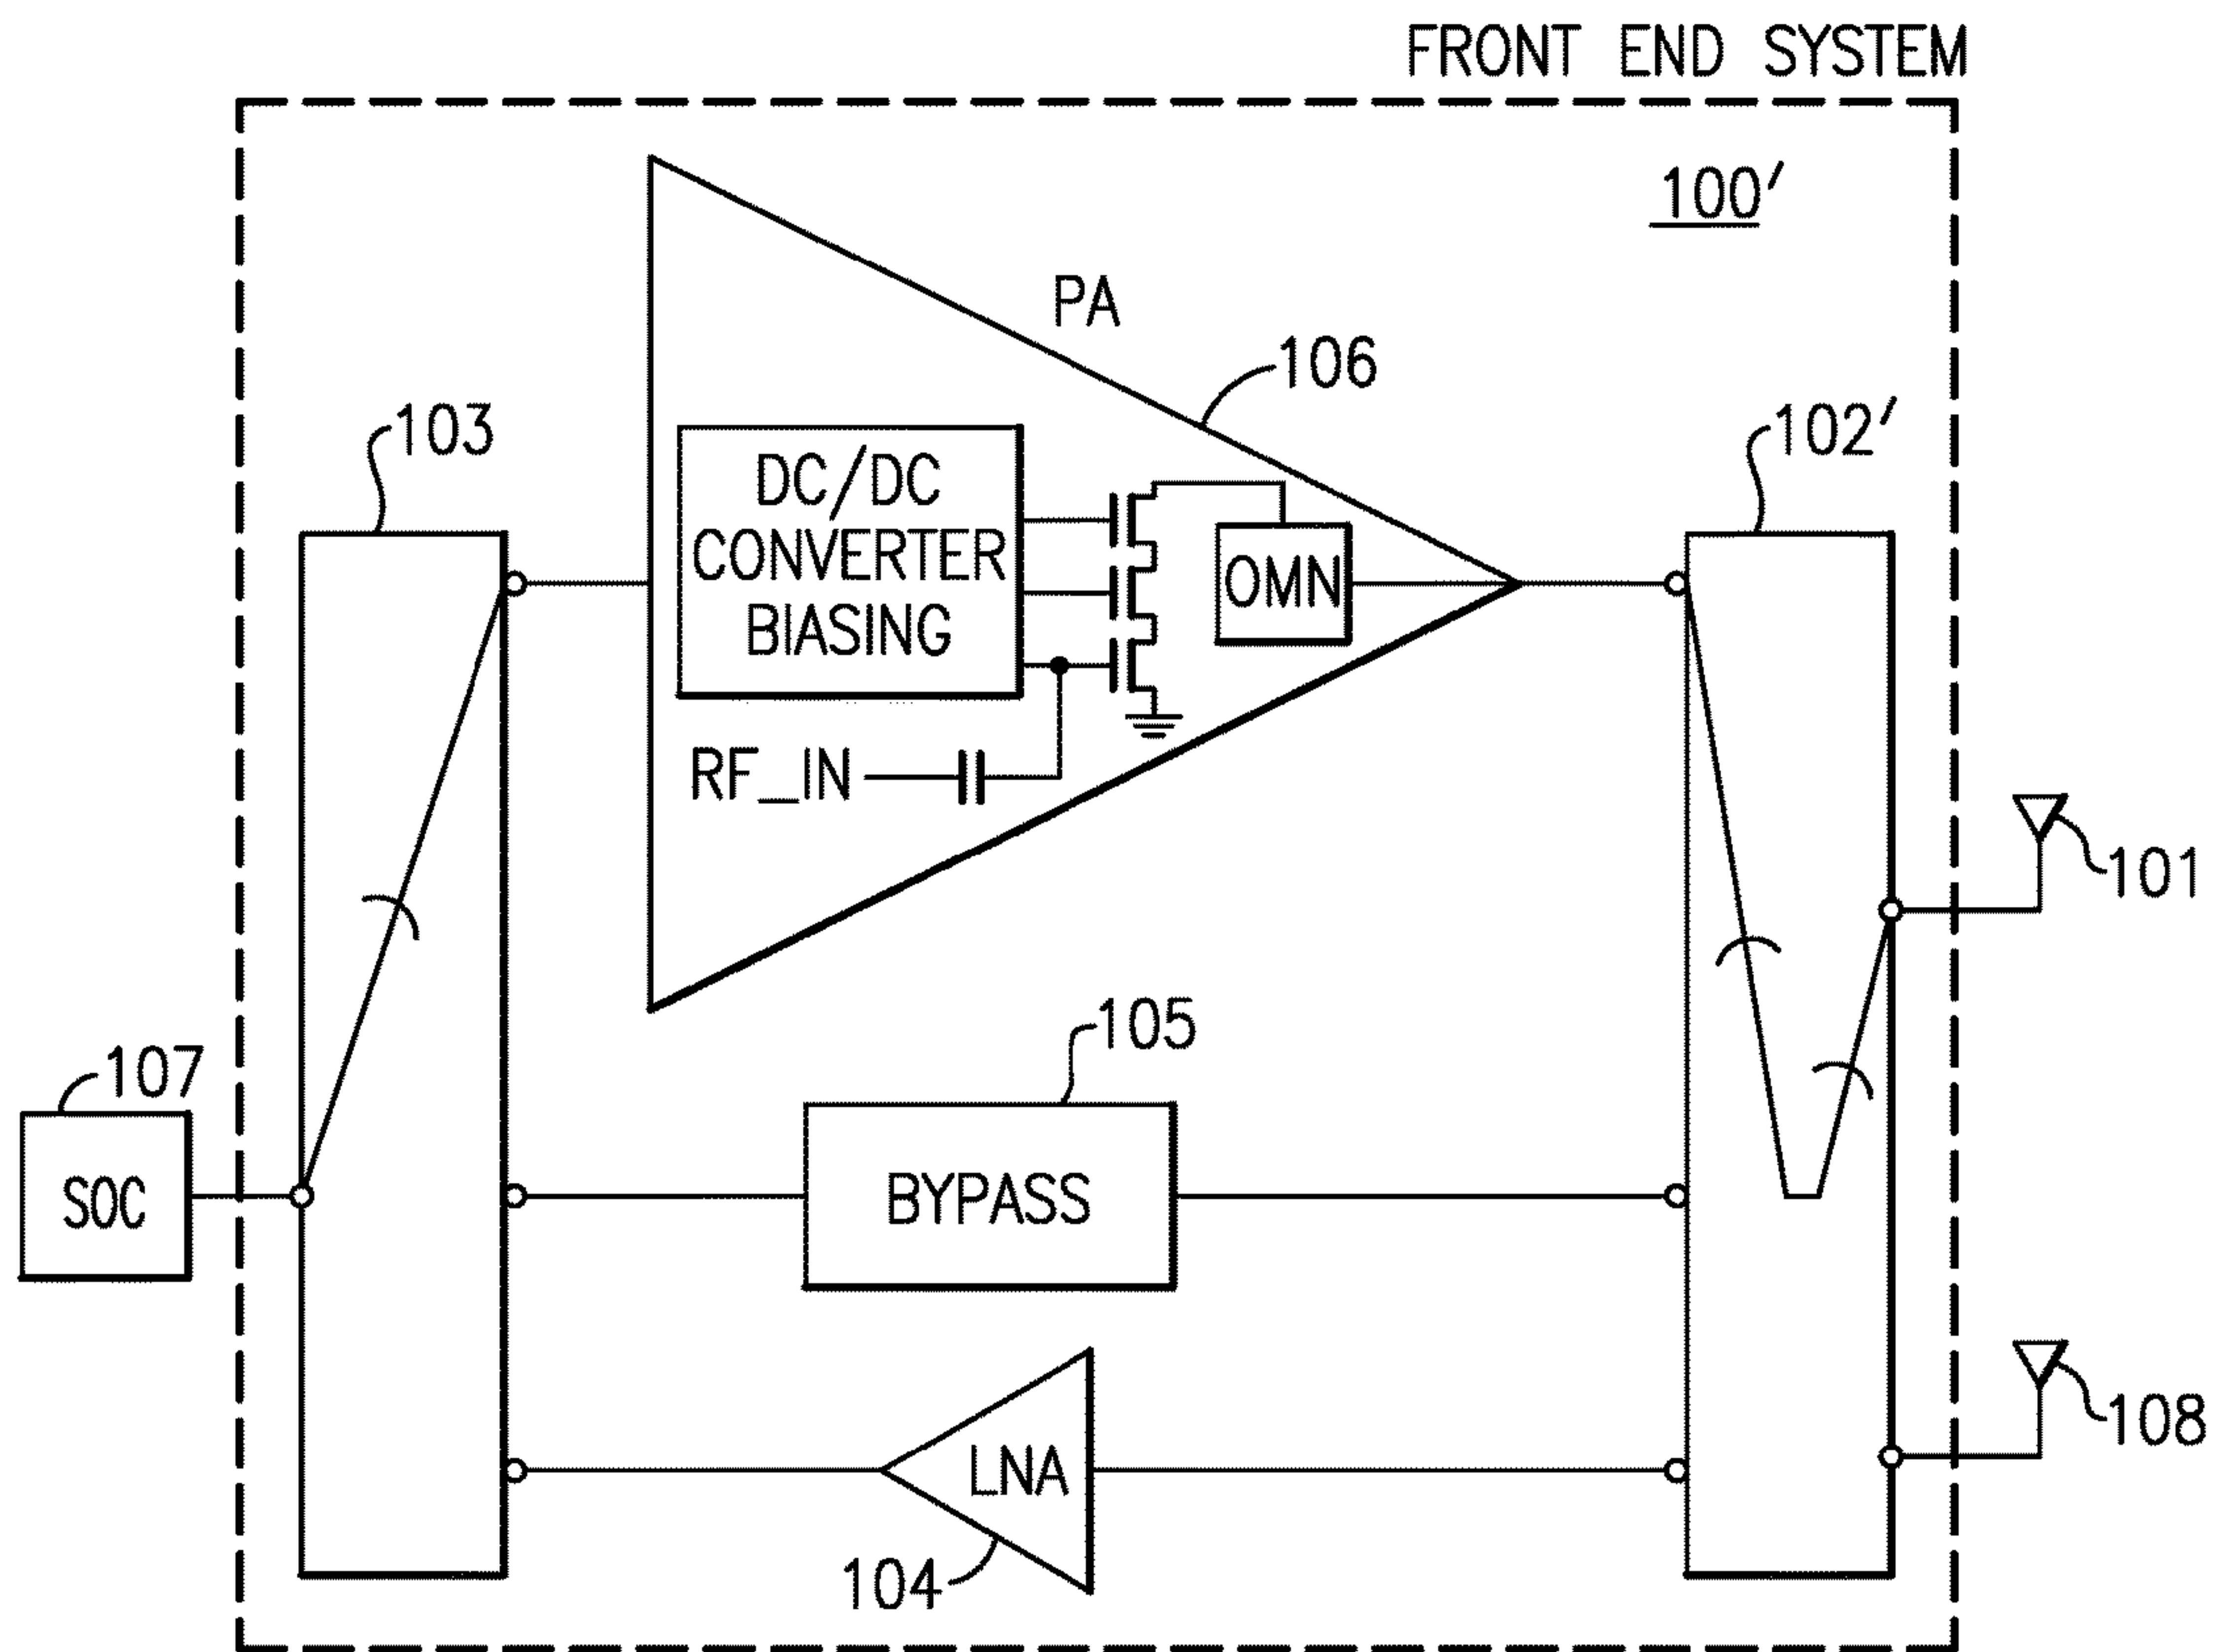 FRONT END SYSTEM
100′
PA
106
103
102′
DC/DC
CONVERTER
BIASING
OMN
RF_IN
101
105
107
SOC
BYPASS
108
LNA
104